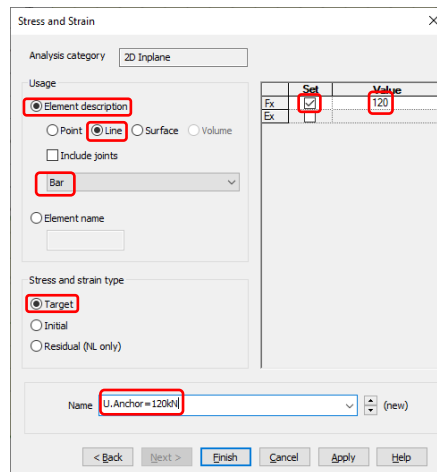 Stress and Strain
Analysis category 2D Inplane
Usage
Element description
Point Line Surface Volume
Include joints
Bar
Element name
Set Value
Fx 120
Ex
Stress and strain type
Target
Initial
Residual (NL only)
Name U.Anchor=120kN (new)
< Back Next > Finish Cancel Apply Help